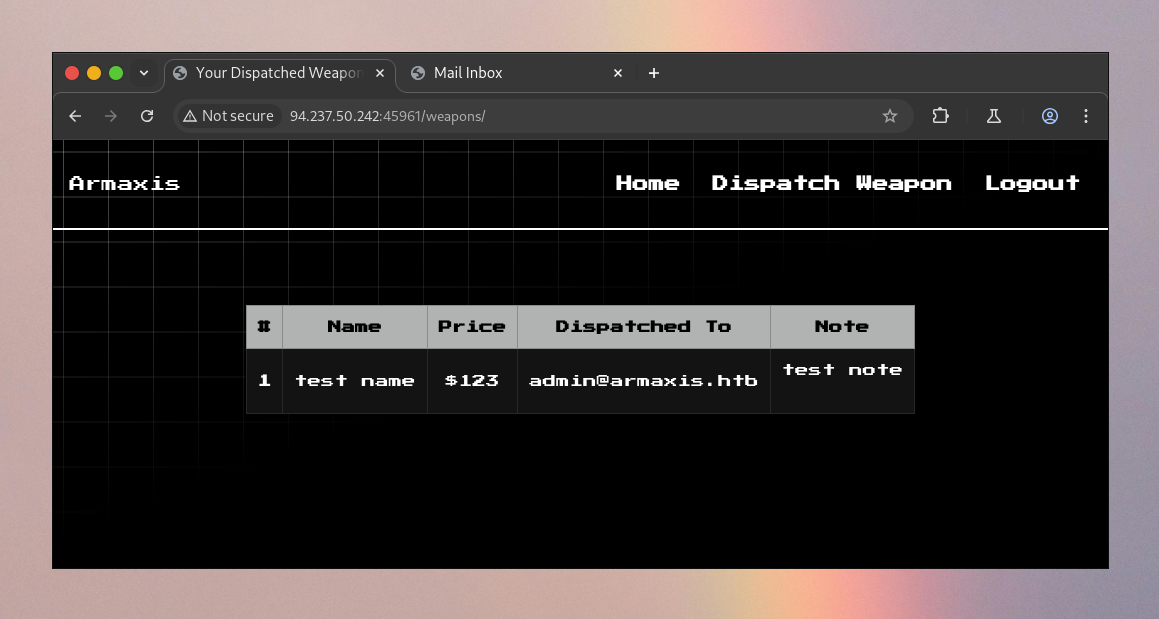 Your Dispatched Weapon
Mail Inbox
Not secure 94.237.50.242:45961/weapons/
Armaxis Home Dispatch Weapon Logout
# Name Price Dispatched To Note
1 test name $123 admin@armaxis.htb test note